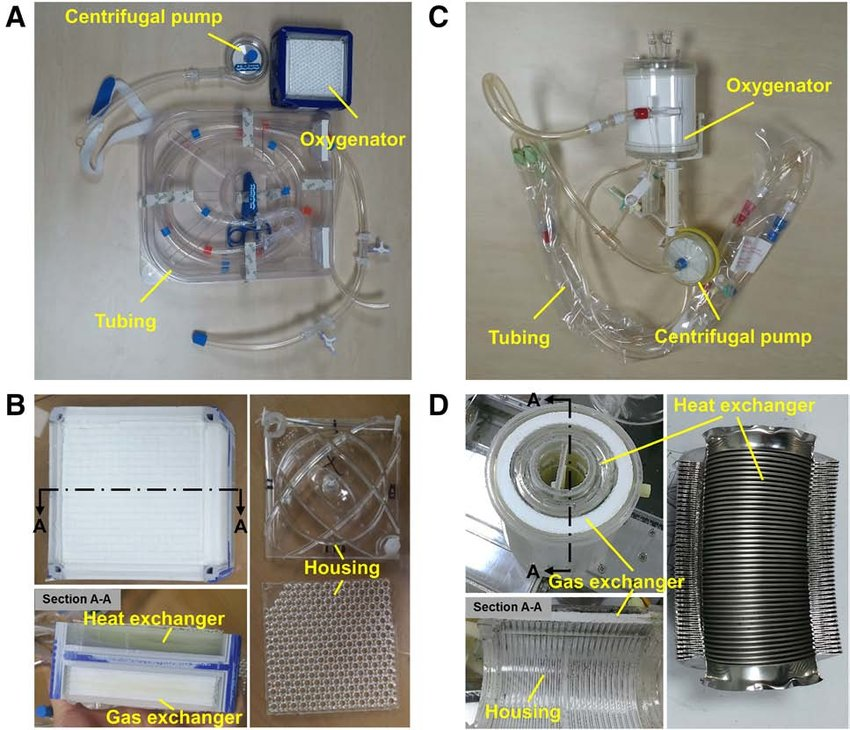 A
Centrifugal pump
Oxygenator
Tubing
C
Oxygenator
Tubing
Centrifugal pump
B
A
A
Section A-A
Heat exchanger
Gas exchanger
Housing
D
A
A
Heat exchanger
Gas exchanger
Section A-A
Housing